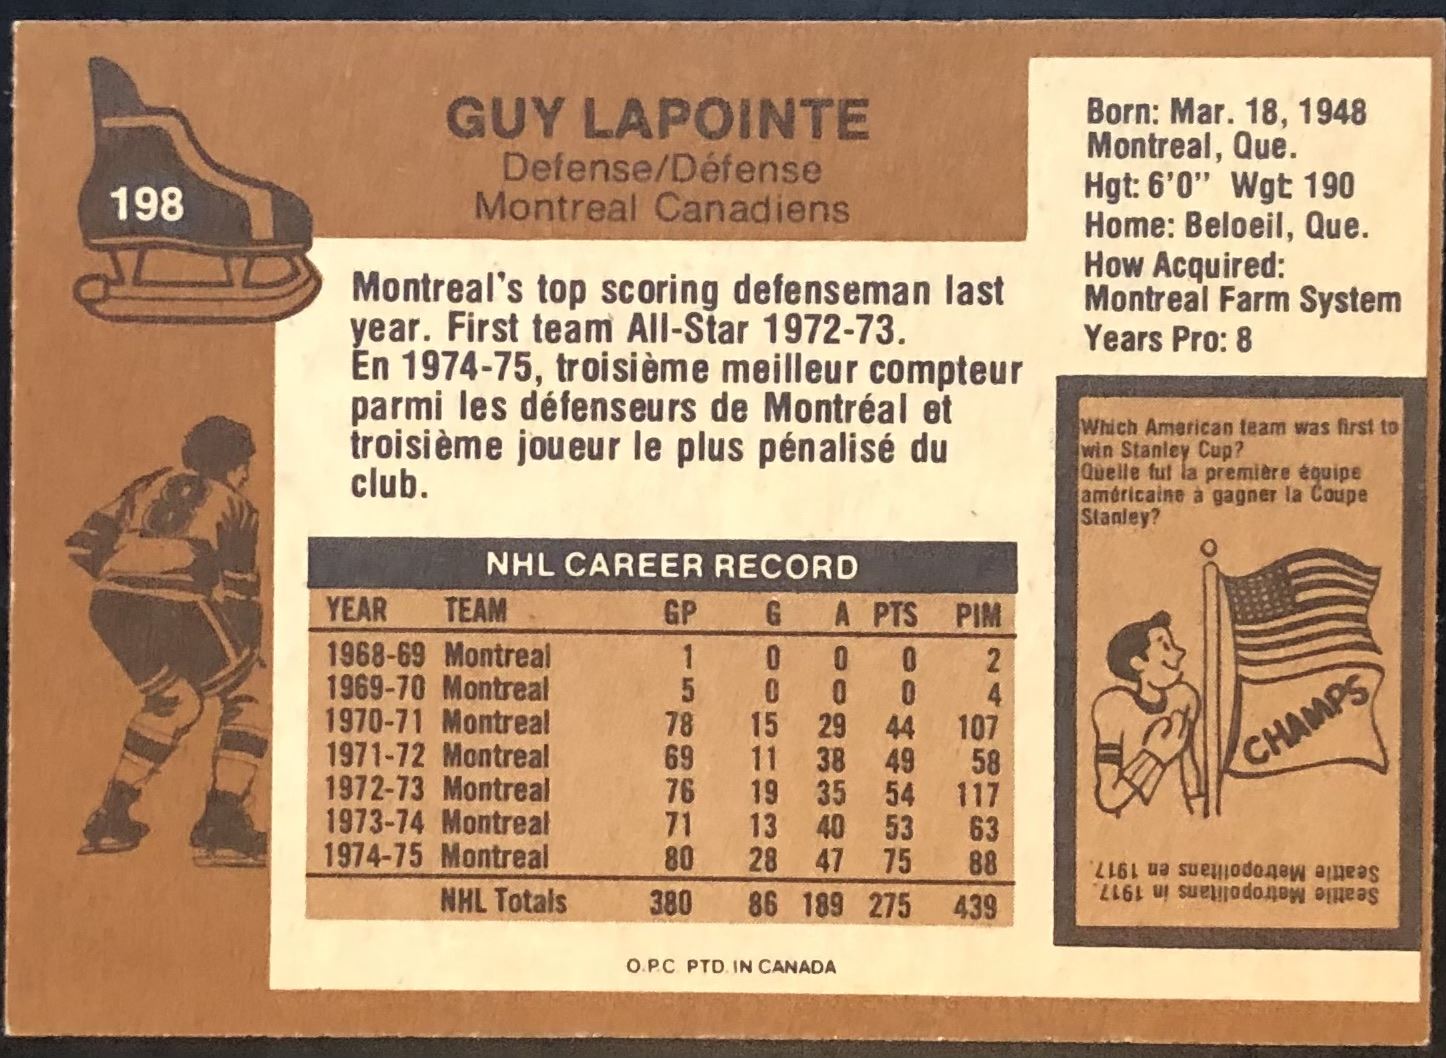 198
GUY LAPOINTE
Defense/Défense
Montreal Canadiens
Born: Mar. 18, 1948
Montreal, Que.
Hgt: 6'0" Wgt: 190
Home: Beloeil, Que.
How Acquired:
Montreal Farm System
Years Pro: 8
Montreal's top scoring defenseman last
year. First team All-Star 1972-73.
En 1974-75, troisième meilleur compteur
parmi les défenseurs de Montréal et
troisième joueur le plus pénalisé du
club.
8
NHL CAREER RECORD
YEAR TEAM GP G A PTS PIM
1968-69 Montreal 1 0 0 0 2
1969-70 Montreal 5 0 0 0 4
1970-71 Montreal 78 15 29 44 107
1971-72 Montreal 69 11 38 49 58
1972-73 Montreal 76 19 35 54 117
1973-74 Montreal 71 13 40 53 63
1974-75 Montreal 80 28 47 75 88
NHL Totals 380 86 189 275 439
Which American team was first to
win Stanley Cup?
Quelle fut la première équipe
américaine à gagner la Coupe
Stanley?
CHAMPS
Seattle Metropolitans in 1917.
Seattle Metropolitans en 1917.
O.P.C. PTD. IN CANADA